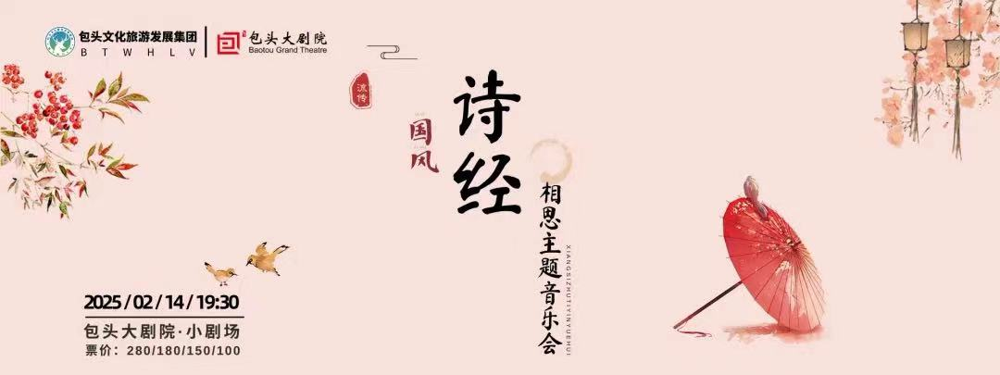 包头文化旅游发展集团
BTWHLV
包头大剧院
Baotou Grand Theatre
流传
国风
诗经
相思主题音乐会
XIANGSIZHUTIYINYUEHUI
2025/02/14/19:30
包头大剧院·小剧场
票价：280/180/150/100